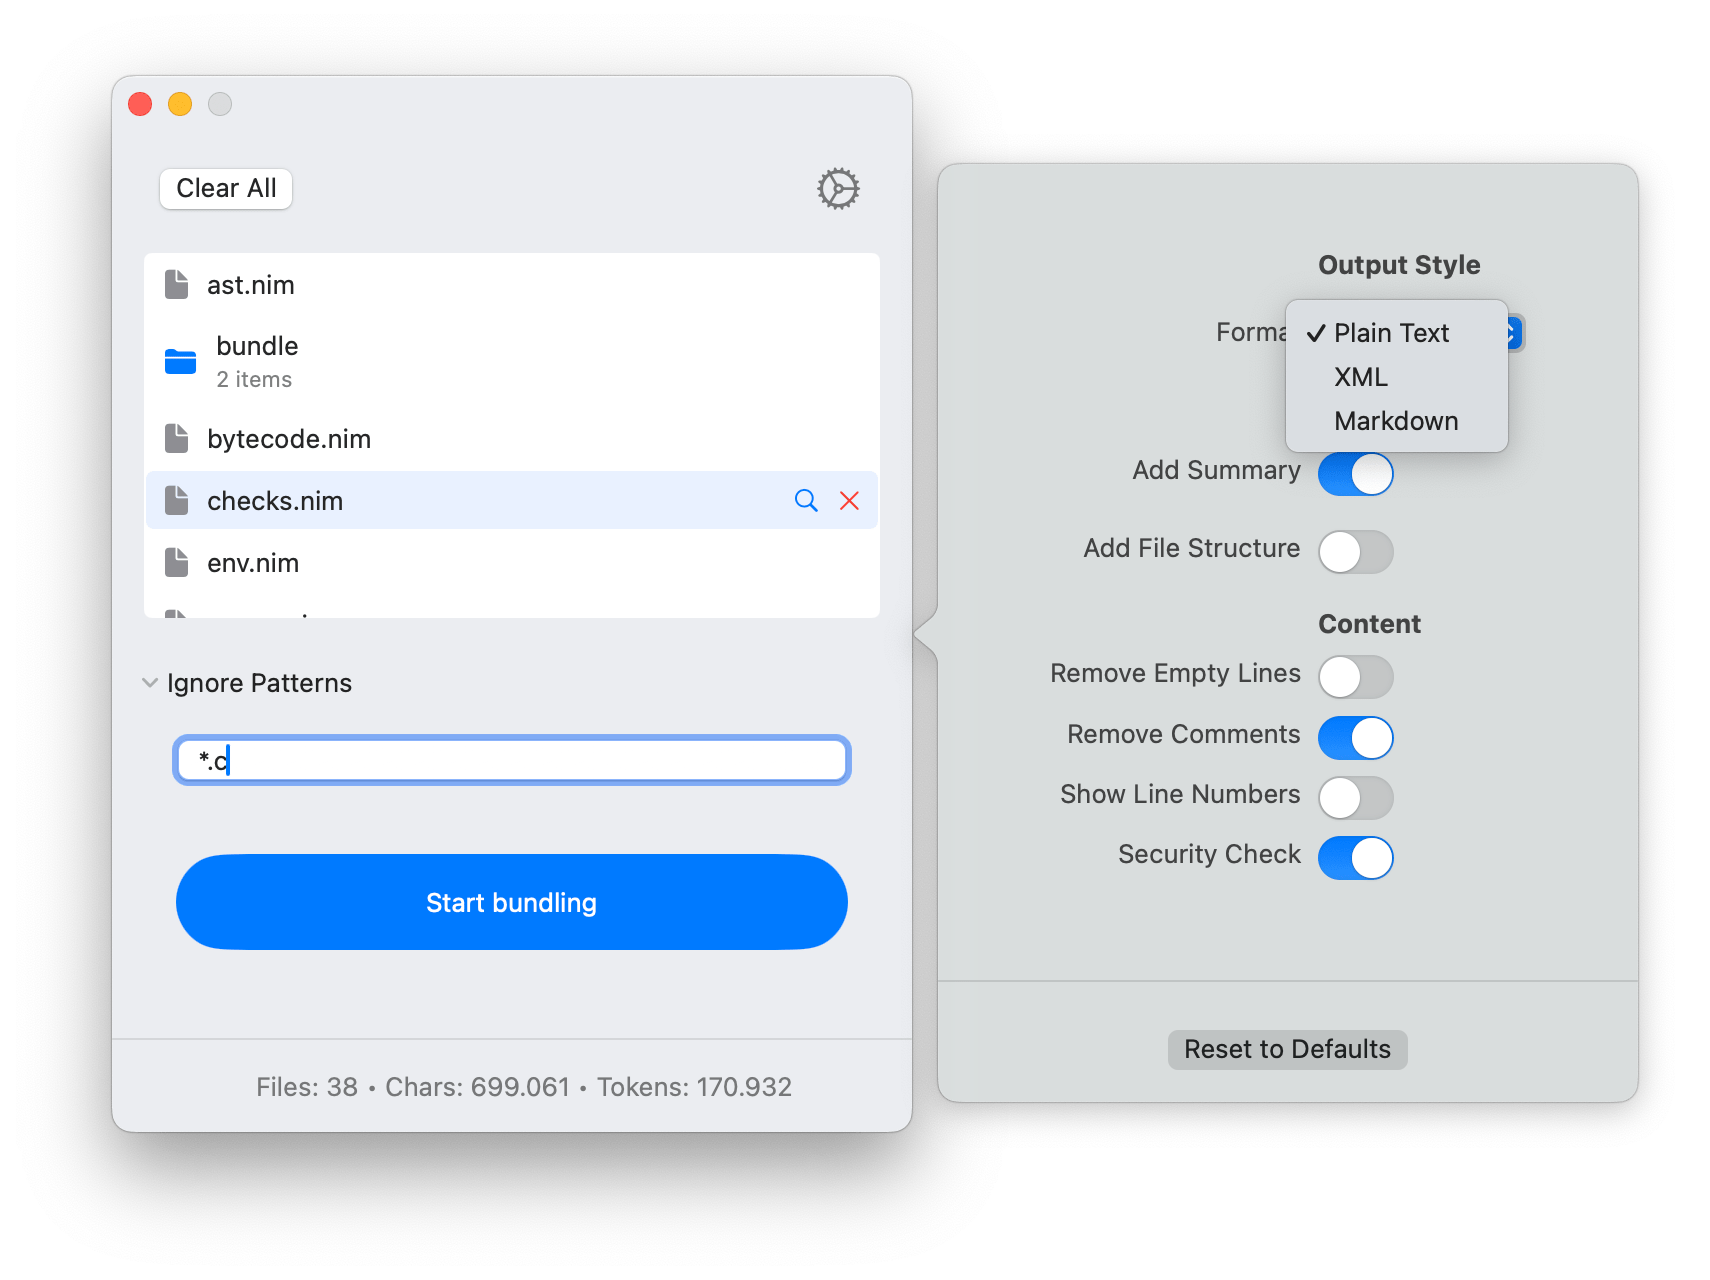 Clear All
ast.nim
bundle
2 items
bytecode.nim
checks.nim
env.nim
Ignore Patterns
*.c
Start bundling
Files: 38 • Chars: 699.061 • Tokens: 170.932
Output Style
Forma
✓ Plain Text
XML
Markdown
Add Summary
Add File Structure
Content
Remove Empty Lines
Remove Comments
Show Line Numbers
Security Check
Reset to Defaults